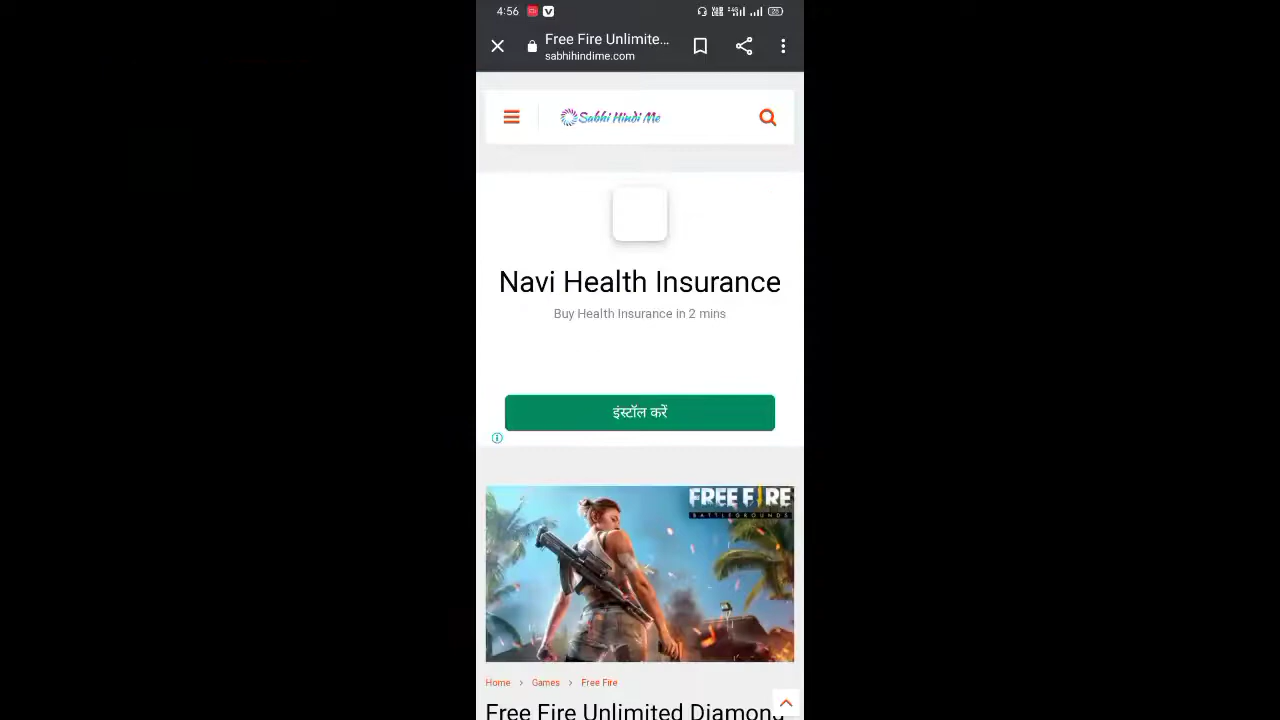 4:56
Free Fire Unlimite...
sabhihindime.com
Sabhi Hindi Me
Navi Health Insurance
Buy Health Insurance in 2 mins
इंस्टॉल करें
FREE FIRE
BATTLEGROUNDS
Home > Games > Free Fire
Free Fire Unlimited Diamond